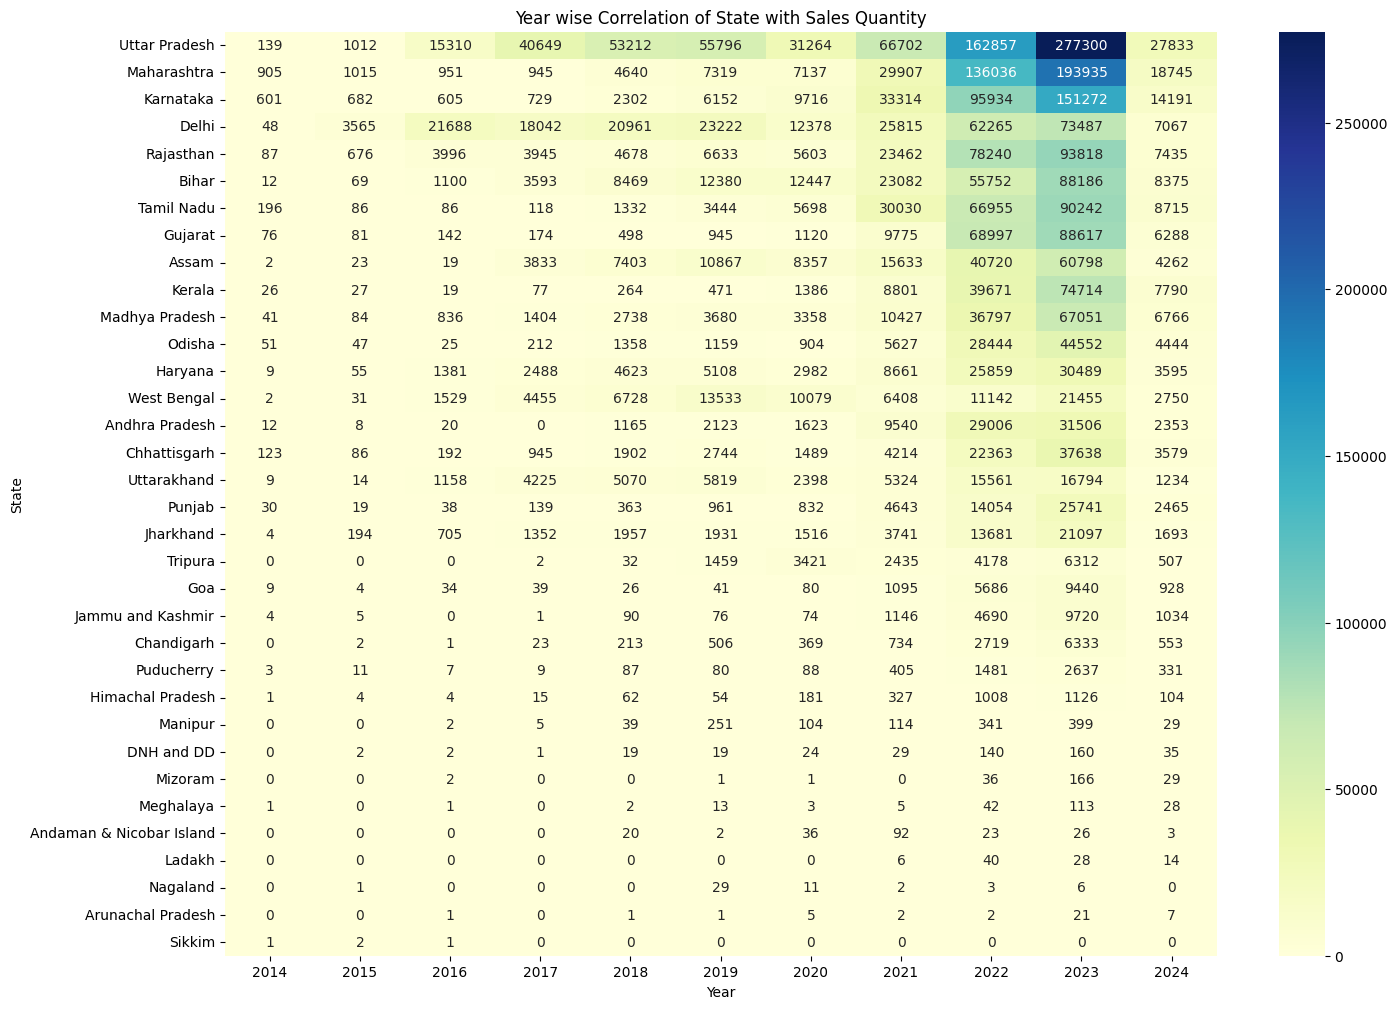 Year wise Correlation of State with Sales Quantity
Uttar Pradesh 139 1012 15310 40649 53212 55796 31264 66702 162857 277300 27833
Maharashtra 905 1015 951 945 4640 7319 7137 29907 136036 193935 18745
Karnataka 601 682 605 729 2302 6152 9716 33314 95934 151272 14191
Delhi 48 3565 21688 18042 20961 23222 12378 25815 62265 73487 7067
Rajasthan 87 676 3996 3945 4678 6633 5603 23462 78240 93818 7435
Bihar 12 69 1100 3593 8469 12380 12447 23082 55752 88186 8375
Tamil Nadu 196 86 86 118 1332 3444 5698 30030 66955 90242 8715
Gujarat 76 81 142 174 498 945 1120 9775 68997 88617 6288
Assam 2 23 19 3833 7403 10867 8357 15633 40720 60798 4262
Kerala 26 27 19 77 264 471 1386 8801 39671 74714 7790
Madhya Pradesh 41 84 836 1404 2738 3680 3358 10427 36797 67051 6766
Odisha 51 47 25 212 1358 1159 904 5627 28444 44552 4444
Haryana 9 55 1381 2488 4623 5108 2982 8661 25859 30489 3595
West Bengal 2 31 1529 4455 6728 13533 10079 6408 11142 21455 2750
Andhra Pradesh 12 8 20 0 1165 2123 1623 9540 29006 31506 2353
Chhattisgarh 123 86 192 945 1902 2744 1489 4214 22363 37638 3579
Uttarakhand 9 14 1158 4225 5070 5819 2398 5324 15561 16794 1234
Punjab 30 19 38 139 363 961 832 4643 14054 25741 2465
Jharkhand 4 194 705 1352 1957 1931 1516 3741 13681 21097 1693
Tripura 0 0 0 2 32 1459 3421 2435 4178 6312 507
Goa 9 4 34 39 26 41 80 1095 5686 9440 928
Jammu and Kashmir 4 5 0 1 90 76 74 1146 4690 9720 1034
Chandigarh 0 2 1 23 213 506 369 734 2719 6333 553
Puducherry 3 11 7 9 87 80 88 405 1481 2637 331
Himachal Pradesh 1 4 4 15 62 54 181 327 1008 1126 104
Manipur 0 0 2 5 39 251 104 114 341 399 29
DNH and DD 0 2 2 1 19 19 24 29 140 160 35
Mizoram 0 0 2 0 0 1 1 0 36 166 29
Meghalaya 1 0 1 0 2 13 3 5 42 113 28
Andaman & Nicobar Island 0 0 0 0 20 2 36 92 23 26 3
Ladakh 0 0 0 0 0 0 0 6 40 28 14
Nagaland 0 1 0 0 0 29 11 2 3 6 0
Arunachal Pradesh 0 0 1 0 1 1 5 2 2 21 7
Sikkim 1 2 1 0 0 0 0 0 0 0 0
2014 2015 2016 2017 2018 2019 2020 2021 2022 2023 2024
Year
State
250000
200000
150000
100000
50000
0